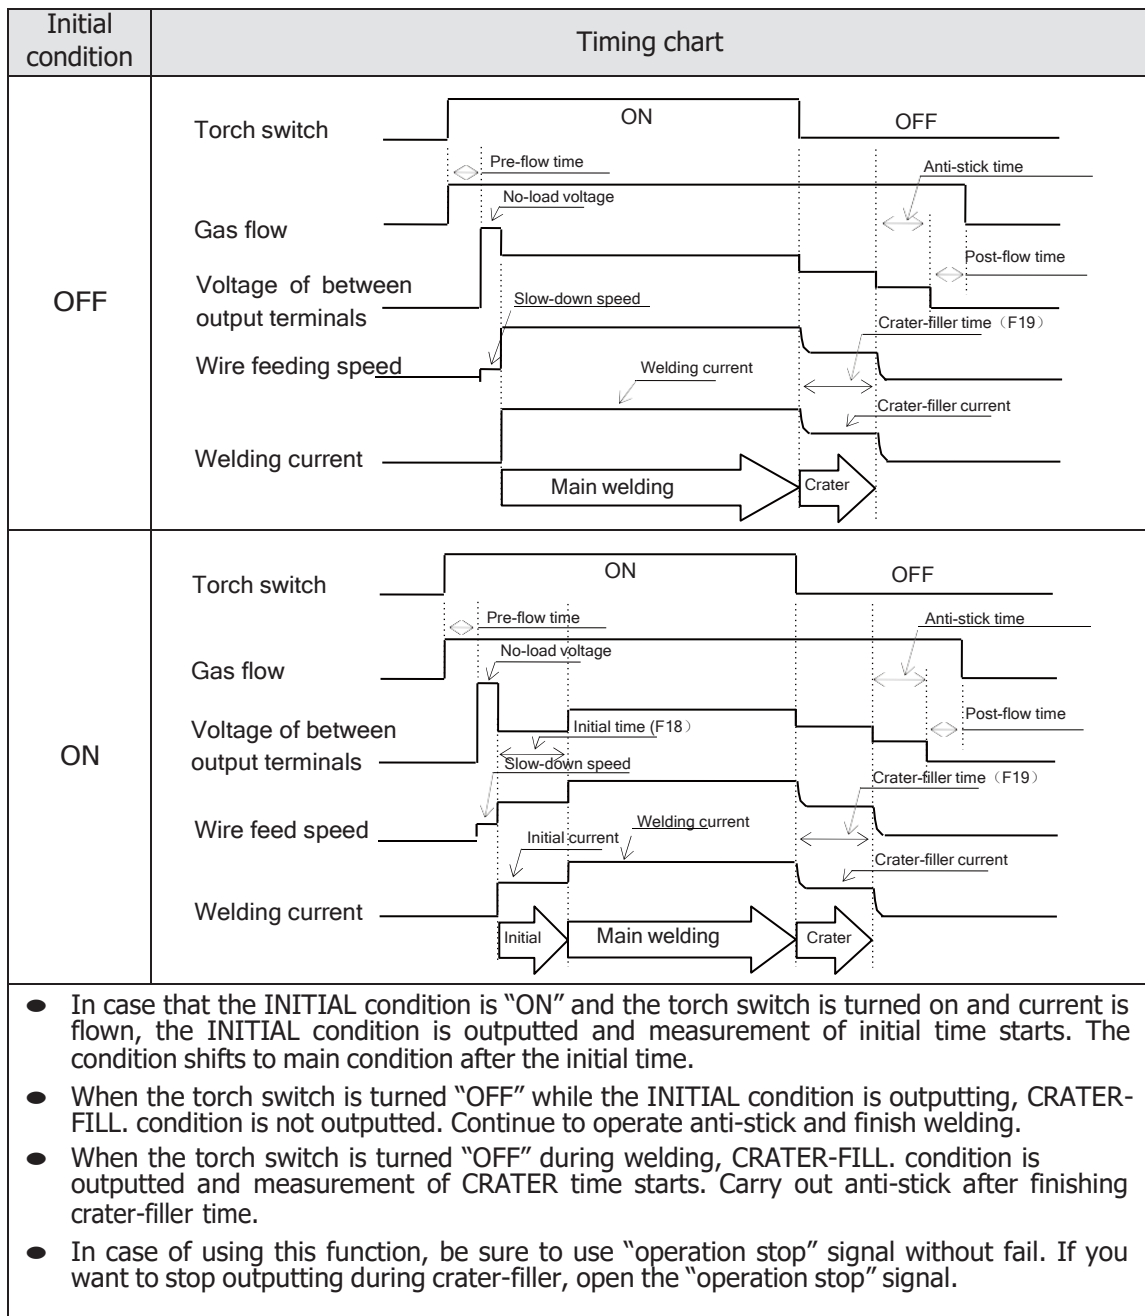 Initial
condition
Timing chart
OFF
Torch switch
ON
OFF
Pre-flow time
Anti-stick time
No-load voltage
Gas flow
Post-flow time
Voltage of between
output terminals
Slow-down speed
Crater-filler time（F19）
Wire feeding speed
Welding current
Crater-filler current
Welding current
Main welding
Crater
ON
Torch switch
ON
OFF
Pre-flow time
Anti-stick time
No-load voltage
Gas flow
Post-flow time
Voltage of between
output terminals
Initial time (F18）
Slow-down speed
Crater-filler time（F19）
Wire feed speed
Welding current
Initial current
Crater-filler current
Welding current
Initial
Main welding
Crater
● In case that the INITIAL condition is “ON” and the torch switch is turned on and current is
flown, the INITIAL condition is outputted and measurement of initial time starts. The
condition shifts to main condition after the initial time.
● When the torch switch is turned “OFF” while the INITIAL condition is outputting, CRATER-
FILL. condition is not outputted. Continue to operate anti-stick and finish welding.
● When the torch switch is turned “OFF” during welding, CRATER-FILL. condition is
outputted and measurement of CRATER time starts. Carry out anti-stick after finishing
crater-filler time.
● In case of using this function, be sure to use “operation stop” signal without fail. If you
want to stop outputting during crater-filler, open the “operation stop” signal.